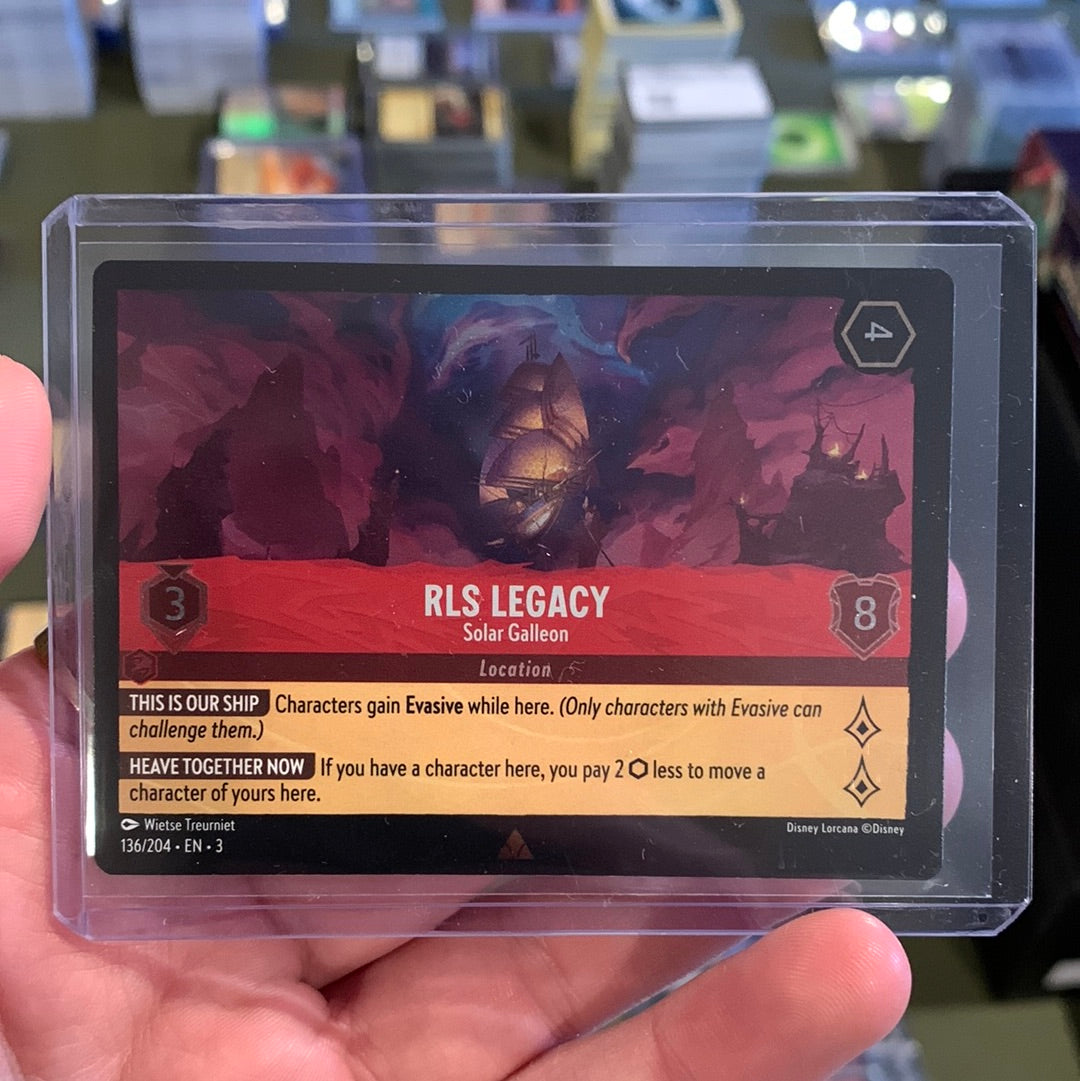 4
3
RLS LEGACY
8
Solar Galleon
Location
THIS IS OUR SHIP Characters gain Evasive while here. (Only characters with Evasive can
challenge them.)
HEAVE TOGETHER NOW If you have a character here, you pay 2 less to move a
character of yours here.
Wietse Treurniet
Disney Lorcana ©Disney
136/204 • EN • 3